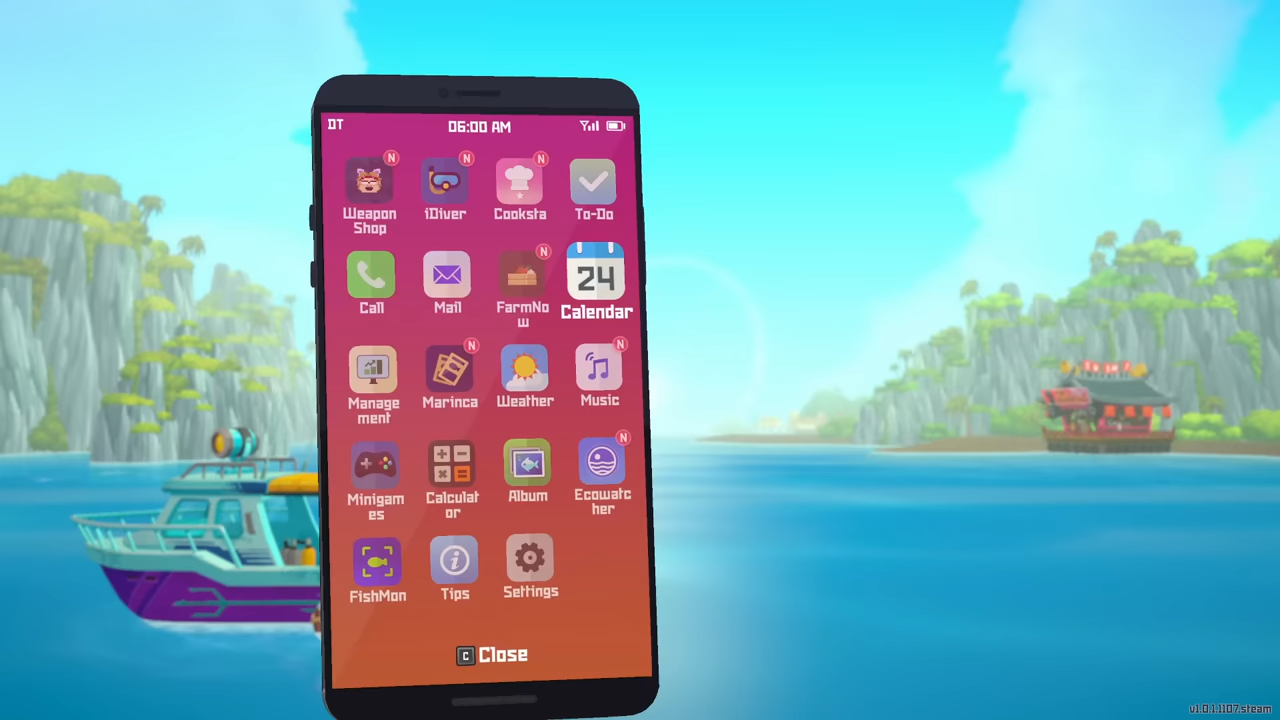 DT
06:00 AM
N
N
N
Weapon
Shop
iDiver
Cooksta
To-Do
N
24
Call
Mail
FarmNo
w
Calendar
N
N
Manage
ment
Marinca
Weather
Music
N
Minigam
es
Calculat
or
Album
Ecowatc
her
FishMon
Tips
Settings
C Close
v1.0.1.1107.steam